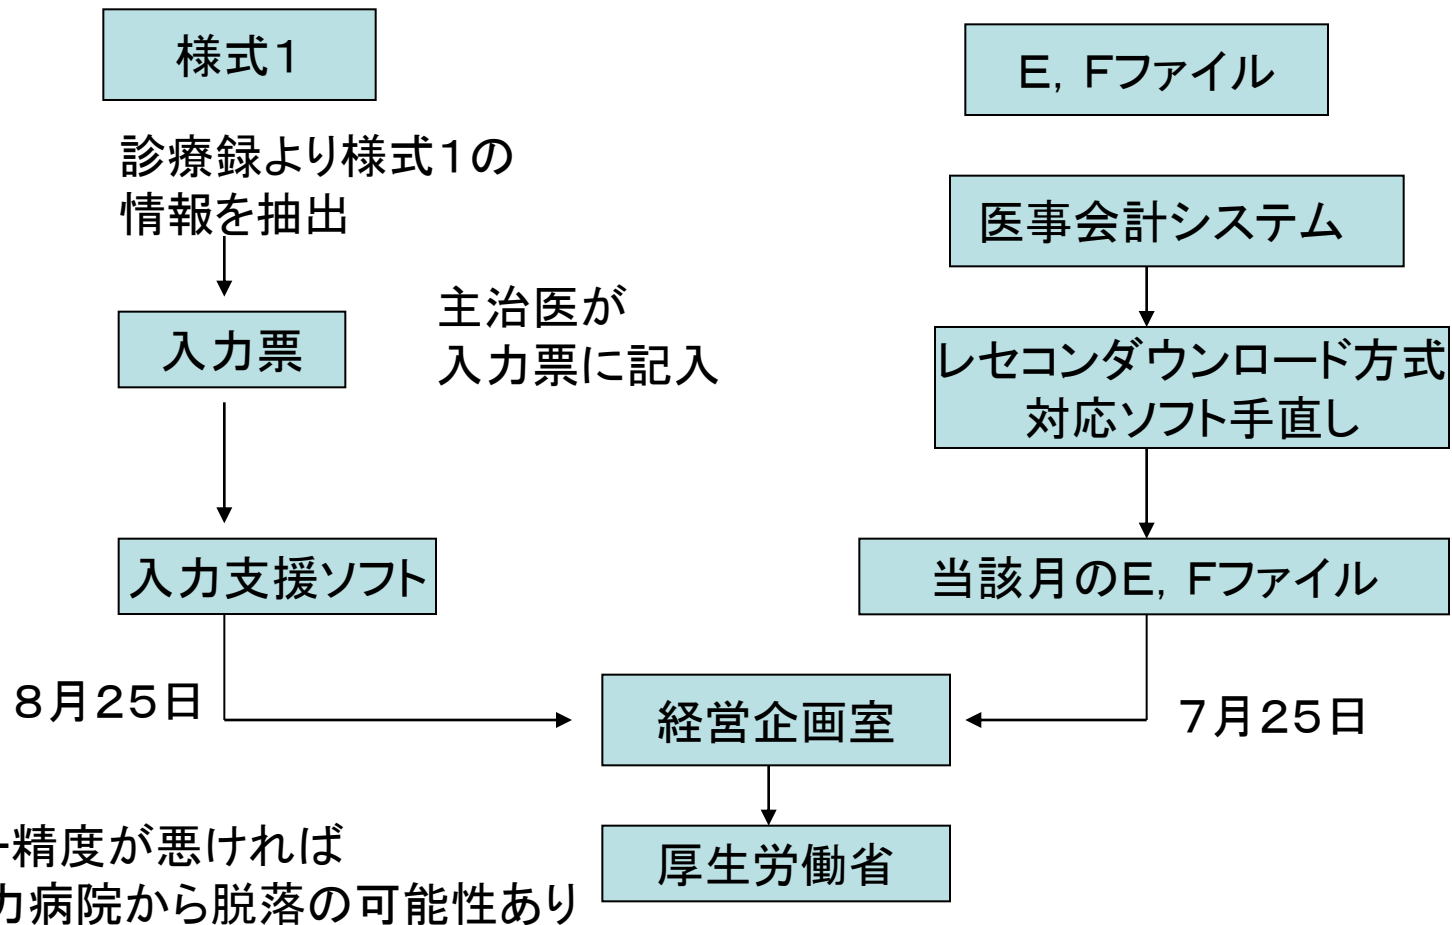 様式１
診療録より様式１の
情報を抽出
入力票
主治医が
入力票に記入
入力支援ソフト
８月２５日
Ｅ，Ｆファイル
医事会計システム
レセコンダウンロード方式
対応ソフト手直し
当該月のＥ，Ｆファイル
７月２５日
経営企画室
厚生労働省
精度が悪ければ
力病院から脱落の可能性あり